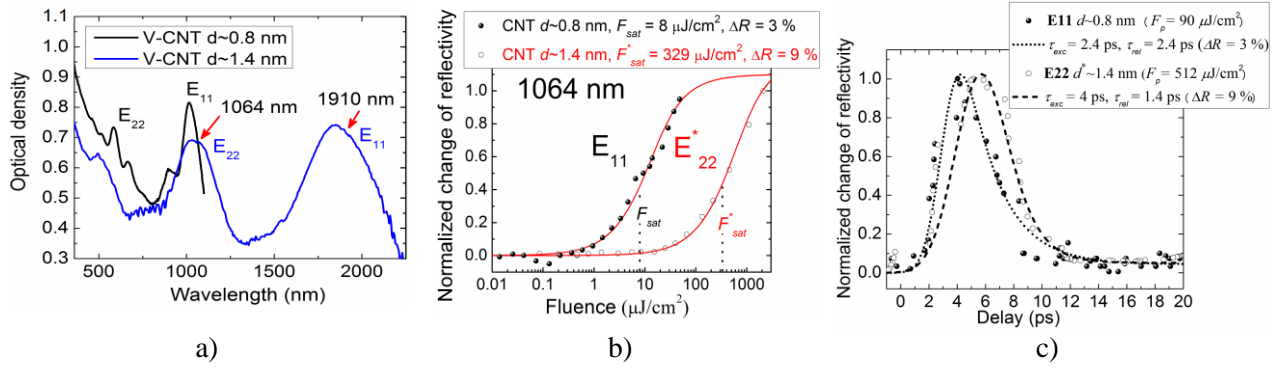 V-CNT d~0.8 nm
V-CNT d~1.4 nm
1.1
1.0
0.9
0.8
0.7
0.6
0.5
0.4
0.3
Optical density
E22
E11
1064 nm
1910 nm
E22
E11
500 1000 1500 2000
Wavelength (nm)
a)
CNT d~0.8 nm, Fsat = 8 μJ/cm², ΔR = 3 %
CNT d~1.4 nm, F*sat = 329 μJ/cm², ΔR = 9 %
1064 nm
1.0
0.8
0.6
0.4
0.2
0.0
Normalized change of reflectivity
E11
E*22
Fsat
F*sat
0.01 0.1 1 10 100 1000
Fluence (μJ/cm²)
b)
E11 d~0.8 nm (Fp = 90 μJ/cm²)
τexc = 2.4 ps, τrel = 2.4 ps (ΔR = 3 %)
E22 d*~1.4 nm (Fp = 512 μJ/cm²)
τexc = 4 ps, τrel = 1.4 ps (ΔR = 9 %)
1.0
0.8
0.6
0.4
0.2
0.0
Normalized change of reflectivity
0 2 4 6 8 10 12 14 16 18 20
Delay (ps)
c)